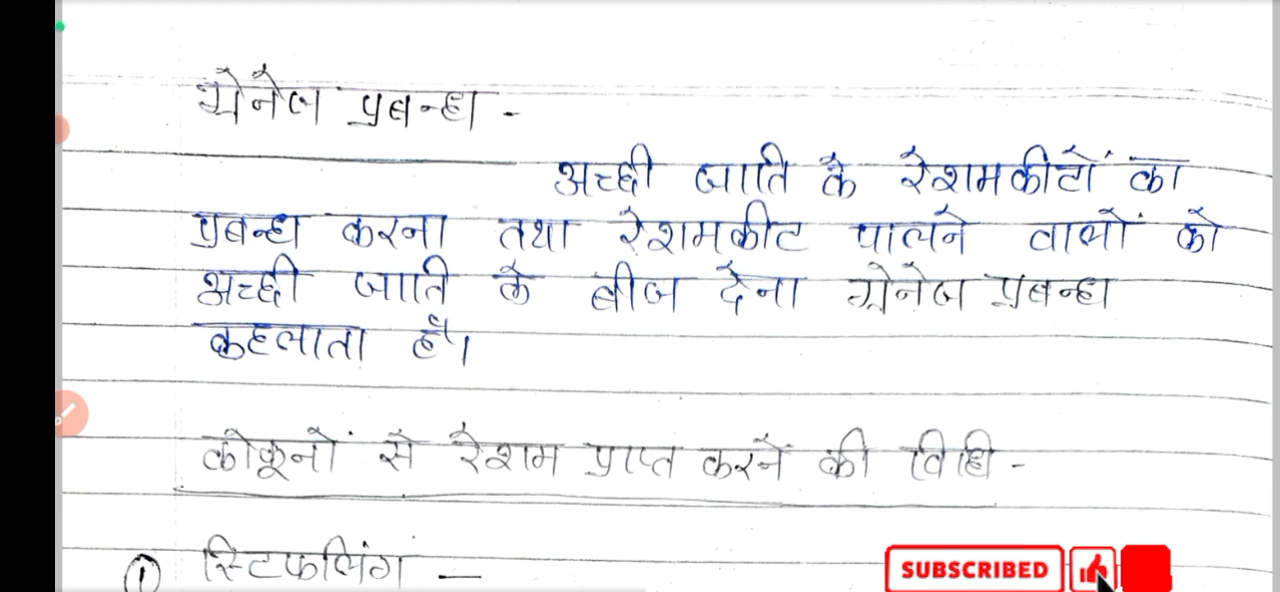 ग्रेनेज प्रबन्ध -
अच्छी जाति के रेशमकीटों का
प्रबन्ध करना तथा रेशमकीट पालने वालों को
अच्छी जाति के बीज देना ग्रेनेज प्रबन्ध
कहलाता है।
कोकूनों से रेशम प्राप्त करने की विधि -
① स्टिफलिंग —
SUBSCRIBED